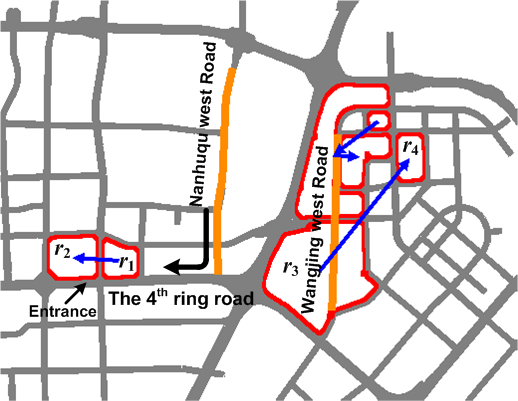 Nanhuqu west Road
Wangjing west Road
r4
r2
r1
r3
Entrance
The 4th ring road